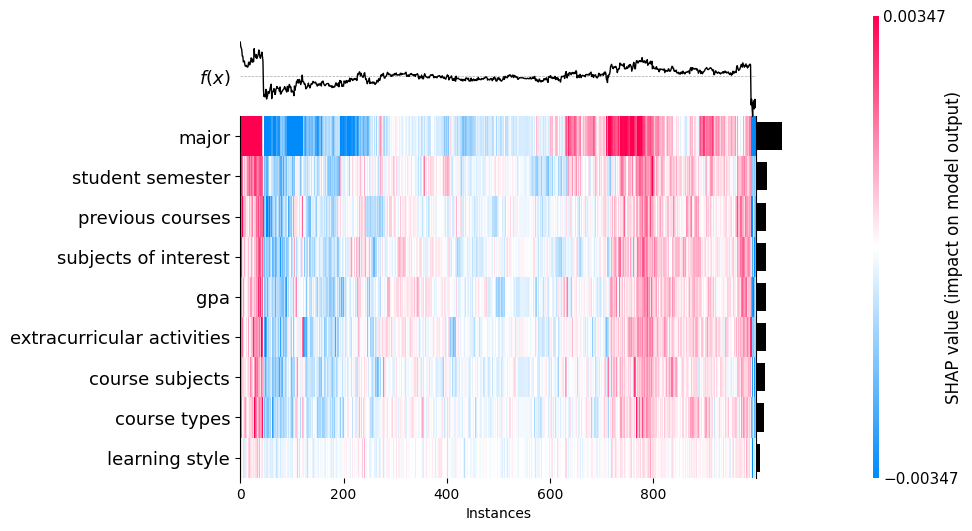 0.00347
f(x)
major
student semester
previous courses
subjects of interest
gpa
extracurricular activities
course subjects
course types
learning style
0 200 400 600 800
Instances
SHAP value (impact on model output)
−0.00347